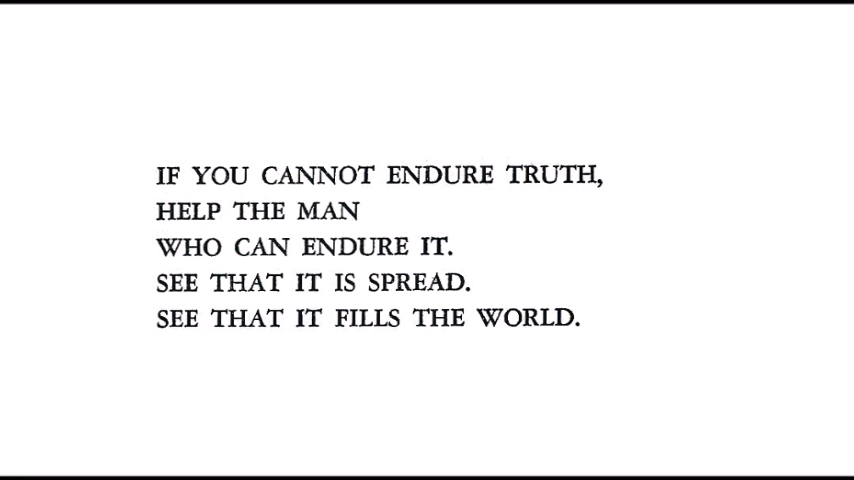 IF YOU CANNOT ENDURE TRUTH,
HELP THE MAN
WHO CAN ENDURE IT.
SEE THAT IT IS SPREAD.
SEE THAT IT FILLS THE WORLD.